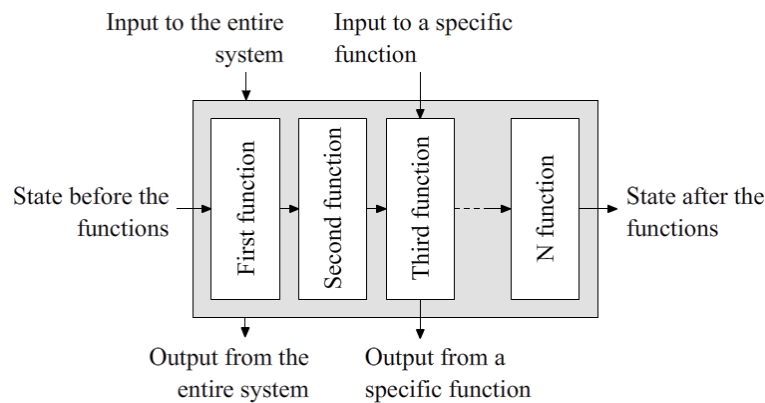 Input to the entire
system
Input to a specific
function
State before the
functions
First function
Second function
Third function
N function
State after the
functions
Output from the
entire system
Output from a
specific function